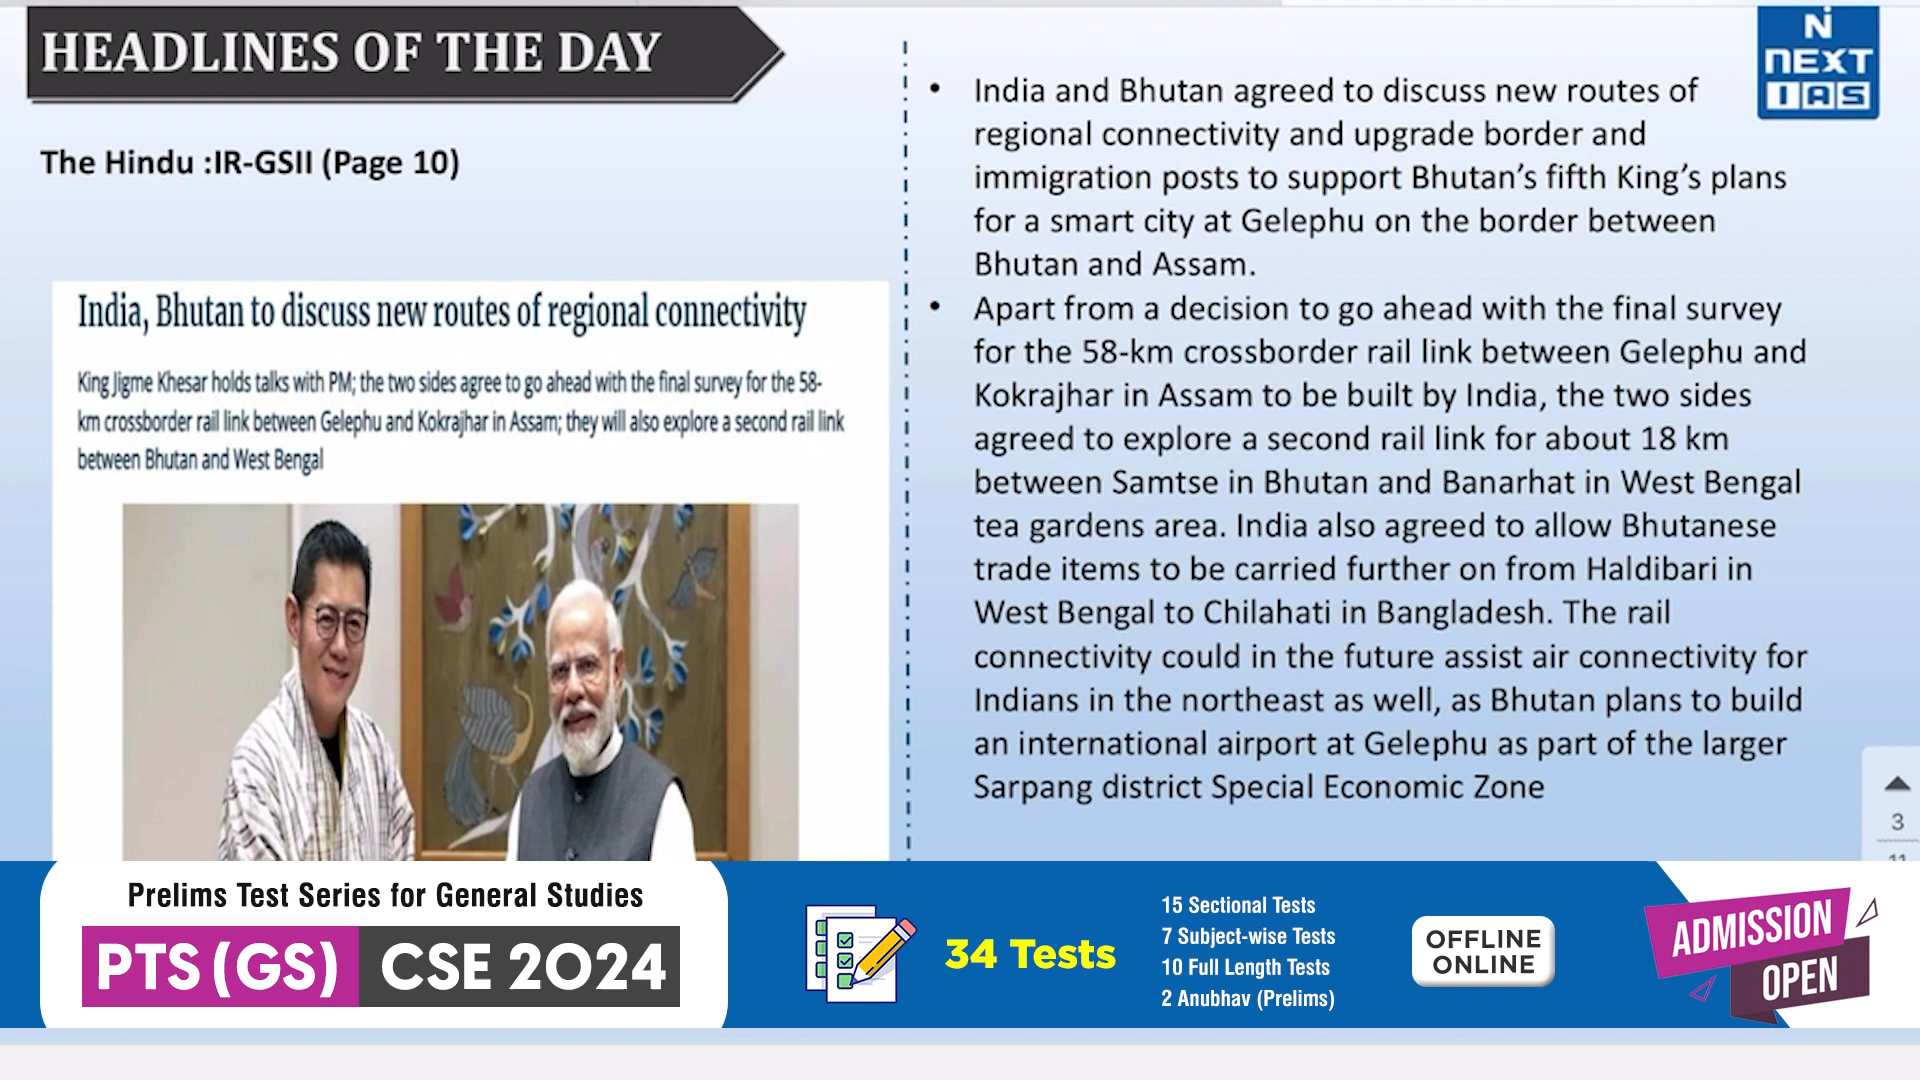 HEADLINES OF THE DAY
The Hindu :IR-GSII (Page 10)
India, Bhutan to discuss new routes of regional connectivity
King Jigme Khesar holds talks with PM; the two sides agree to go ahead with the final survey for the 58-
km crossborder rail link between Gelephu and Kokrajhar in Assam; they will also explore a second rail link
between Bhutan and West Bengal
• India and Bhutan agreed to discuss new routes of
regional connectivity and upgrade border and
immigration posts to support Bhutan’s fifth King’s plans
for a smart city at Gelephu on the border between
Bhutan and Assam.
• Apart from a decision to go ahead with the final survey
for the 58-km crossborder rail link between Gelephu and
Kokrajhar in Assam to be built by India, the two sides
agreed to explore a second rail link for about 18 km
between Samtse in Bhutan and Banarhat in West Bengal
tea gardens area. India also agreed to allow Bhutanese
trade items to be carried further on from Haldibari in
West Bengal to Chilahati in Bangladesh. The rail
connectivity could in the future assist air connectivity for
Indians in the northeast as well, as Bhutan plans to build
an international airport at Gelephu as part of the larger
Sarpang district Special Economic Zone
N
NEXT
IAS
3
Prelims Test Series for General Studies
PTS (GS) CSE 2024
34 Tests
15 Sectional Tests
7 Subject-wise Tests
10 Full Length Tests
2 Anubhav (Prelims)
OFFLINE
ONLINE
ADMISSION
OPEN